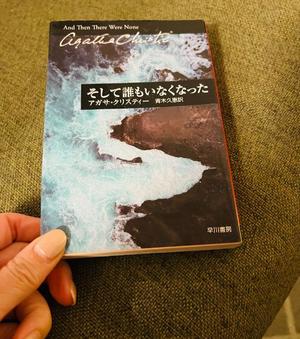 And Then There Were None
Agatha Christie
そして誰もいなくなった
アガサ・クリスティー　青木久惠訳
早川書房